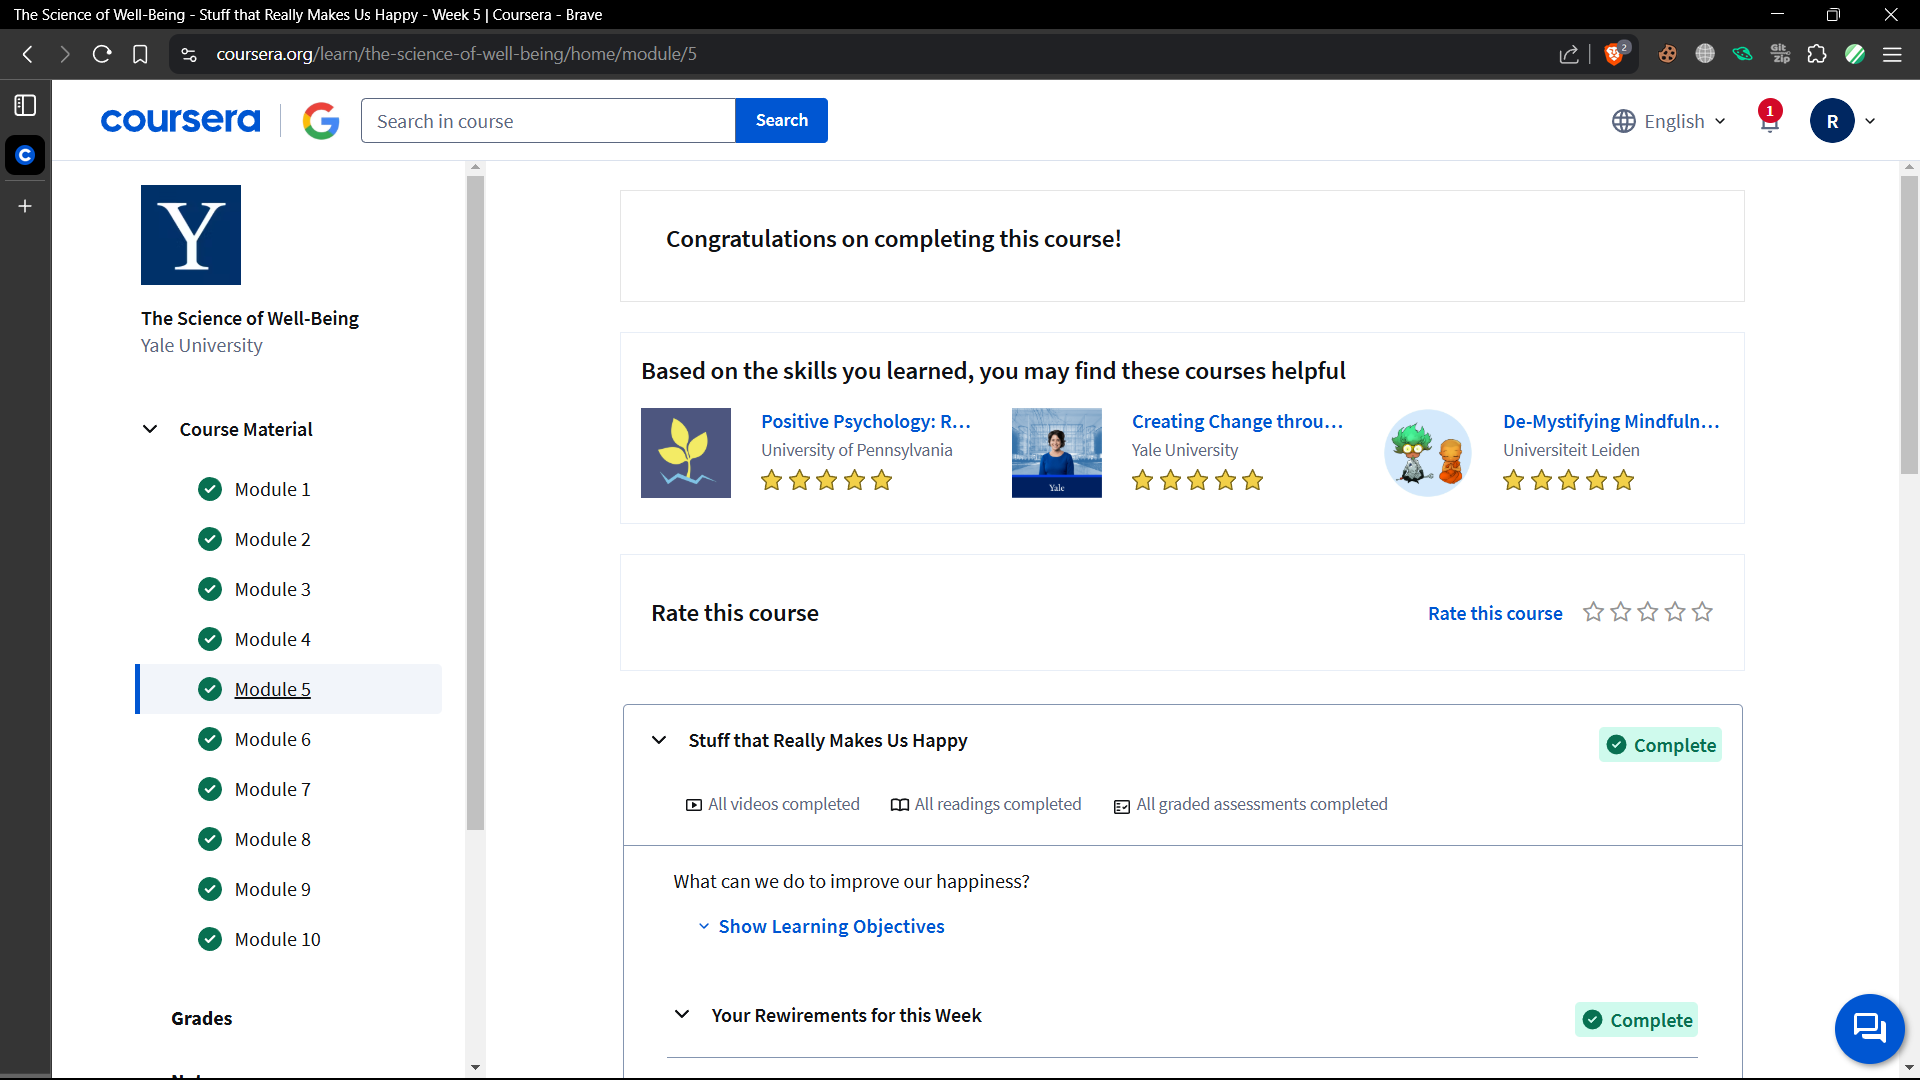 The Science of Well-Being - Stuff that Really Makes Us Happy - Week 5 | Coursera - Brave
coursera.org/learn/the-science-of-well-being/home/module/5
2
Git
Zip
coursera
Search in course
Search
English
1
R
Y
The Science of Well-Being
Yale University
Course Material
Module 1
Module 2
Module 3
Module 4
Module 5
Module 6
Module 7
Module 8
Module 9
Module 10
Grades
Congratulations on completing this course!
Based on the skills you learned, you may find these courses helpful
Positive Psychology: R...
University of Pennsylvania
Yale
Creating Change throu...
Yale University
De-Mystifying Mindfuln...
Universiteit Leiden
Rate this course
Rate this course
Stuff that Really Makes Us Happy
Complete
All videos completed
All readings completed
All graded assessments completed
What can we do to improve our happiness?
Show Learning Objectives
Your Rewirements for this Week
Complete